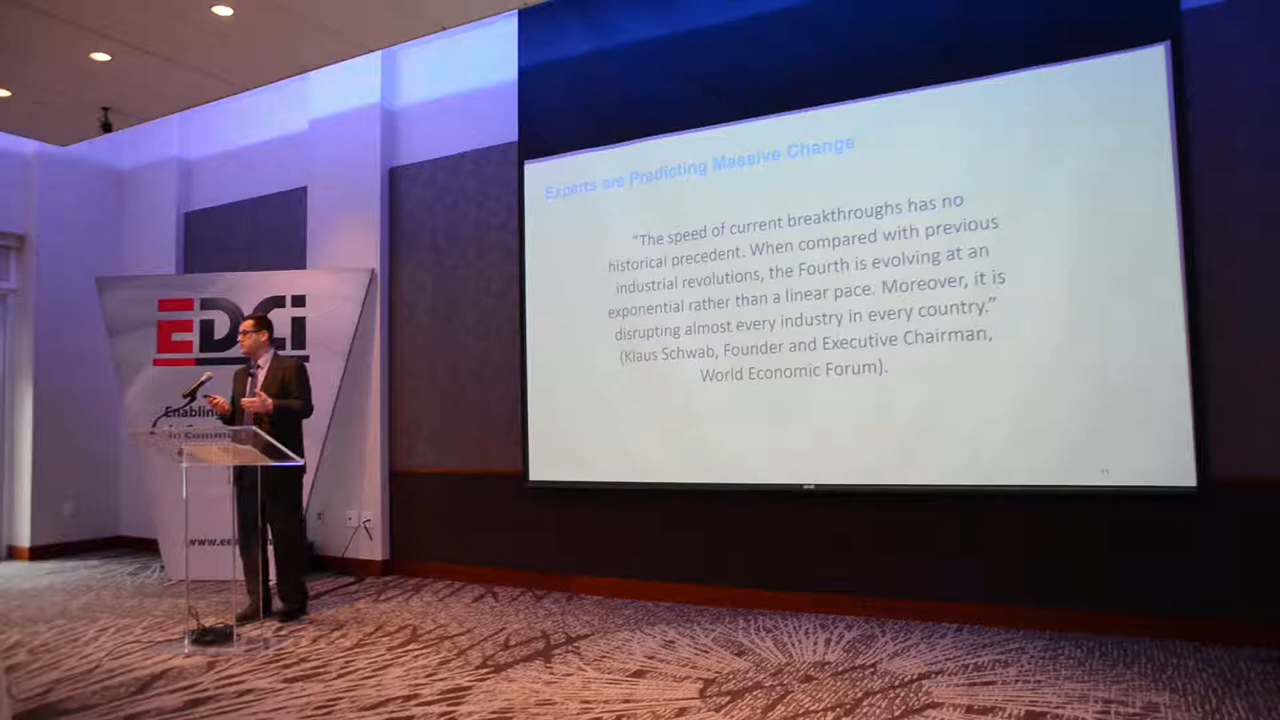 Experts are Predicting Massive Change
"The speed of current breakthroughs has no
historical precedent. When compared with previous
industrial revolutions, the Fourth is evolving at an
exponential rather than a linear pace. Moreover, it is
disrupting almost every industry in every country."
(Klaus Schwab, Founder and Executive Chairman,
World Economic Forum).
11
EDCi
Enabling